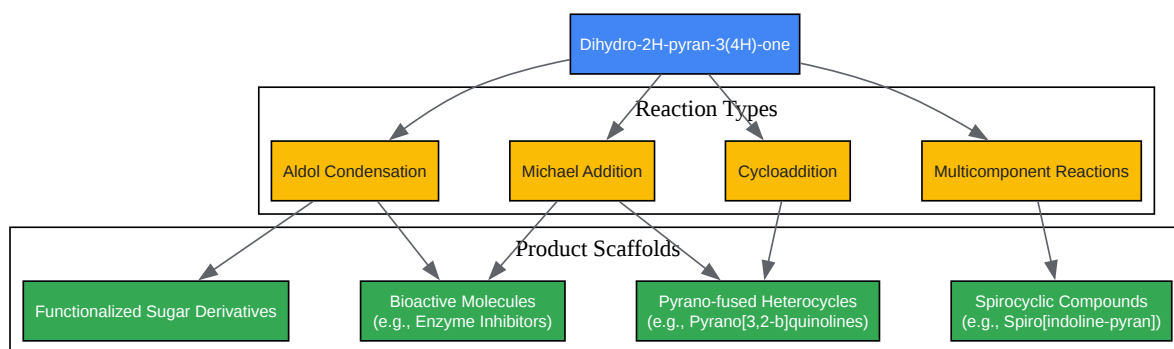 Dihydro-2H-pyran-3(4H)-one
Reaction Types
Aldol Condensation
Michael Addition
Cycloaddition
Multicomponent Reactions
Product Scaffolds
Functionalized Sugar Derivatives
Bioactive Molecules
(e.g., Enzyme Inhibitors)
Pyrano-fused Heterocycles
(e.g., Pyrano[3,2-b]quinolines)
Spirocyclic Compounds
(e.g., Spiro[indoline-pyran])